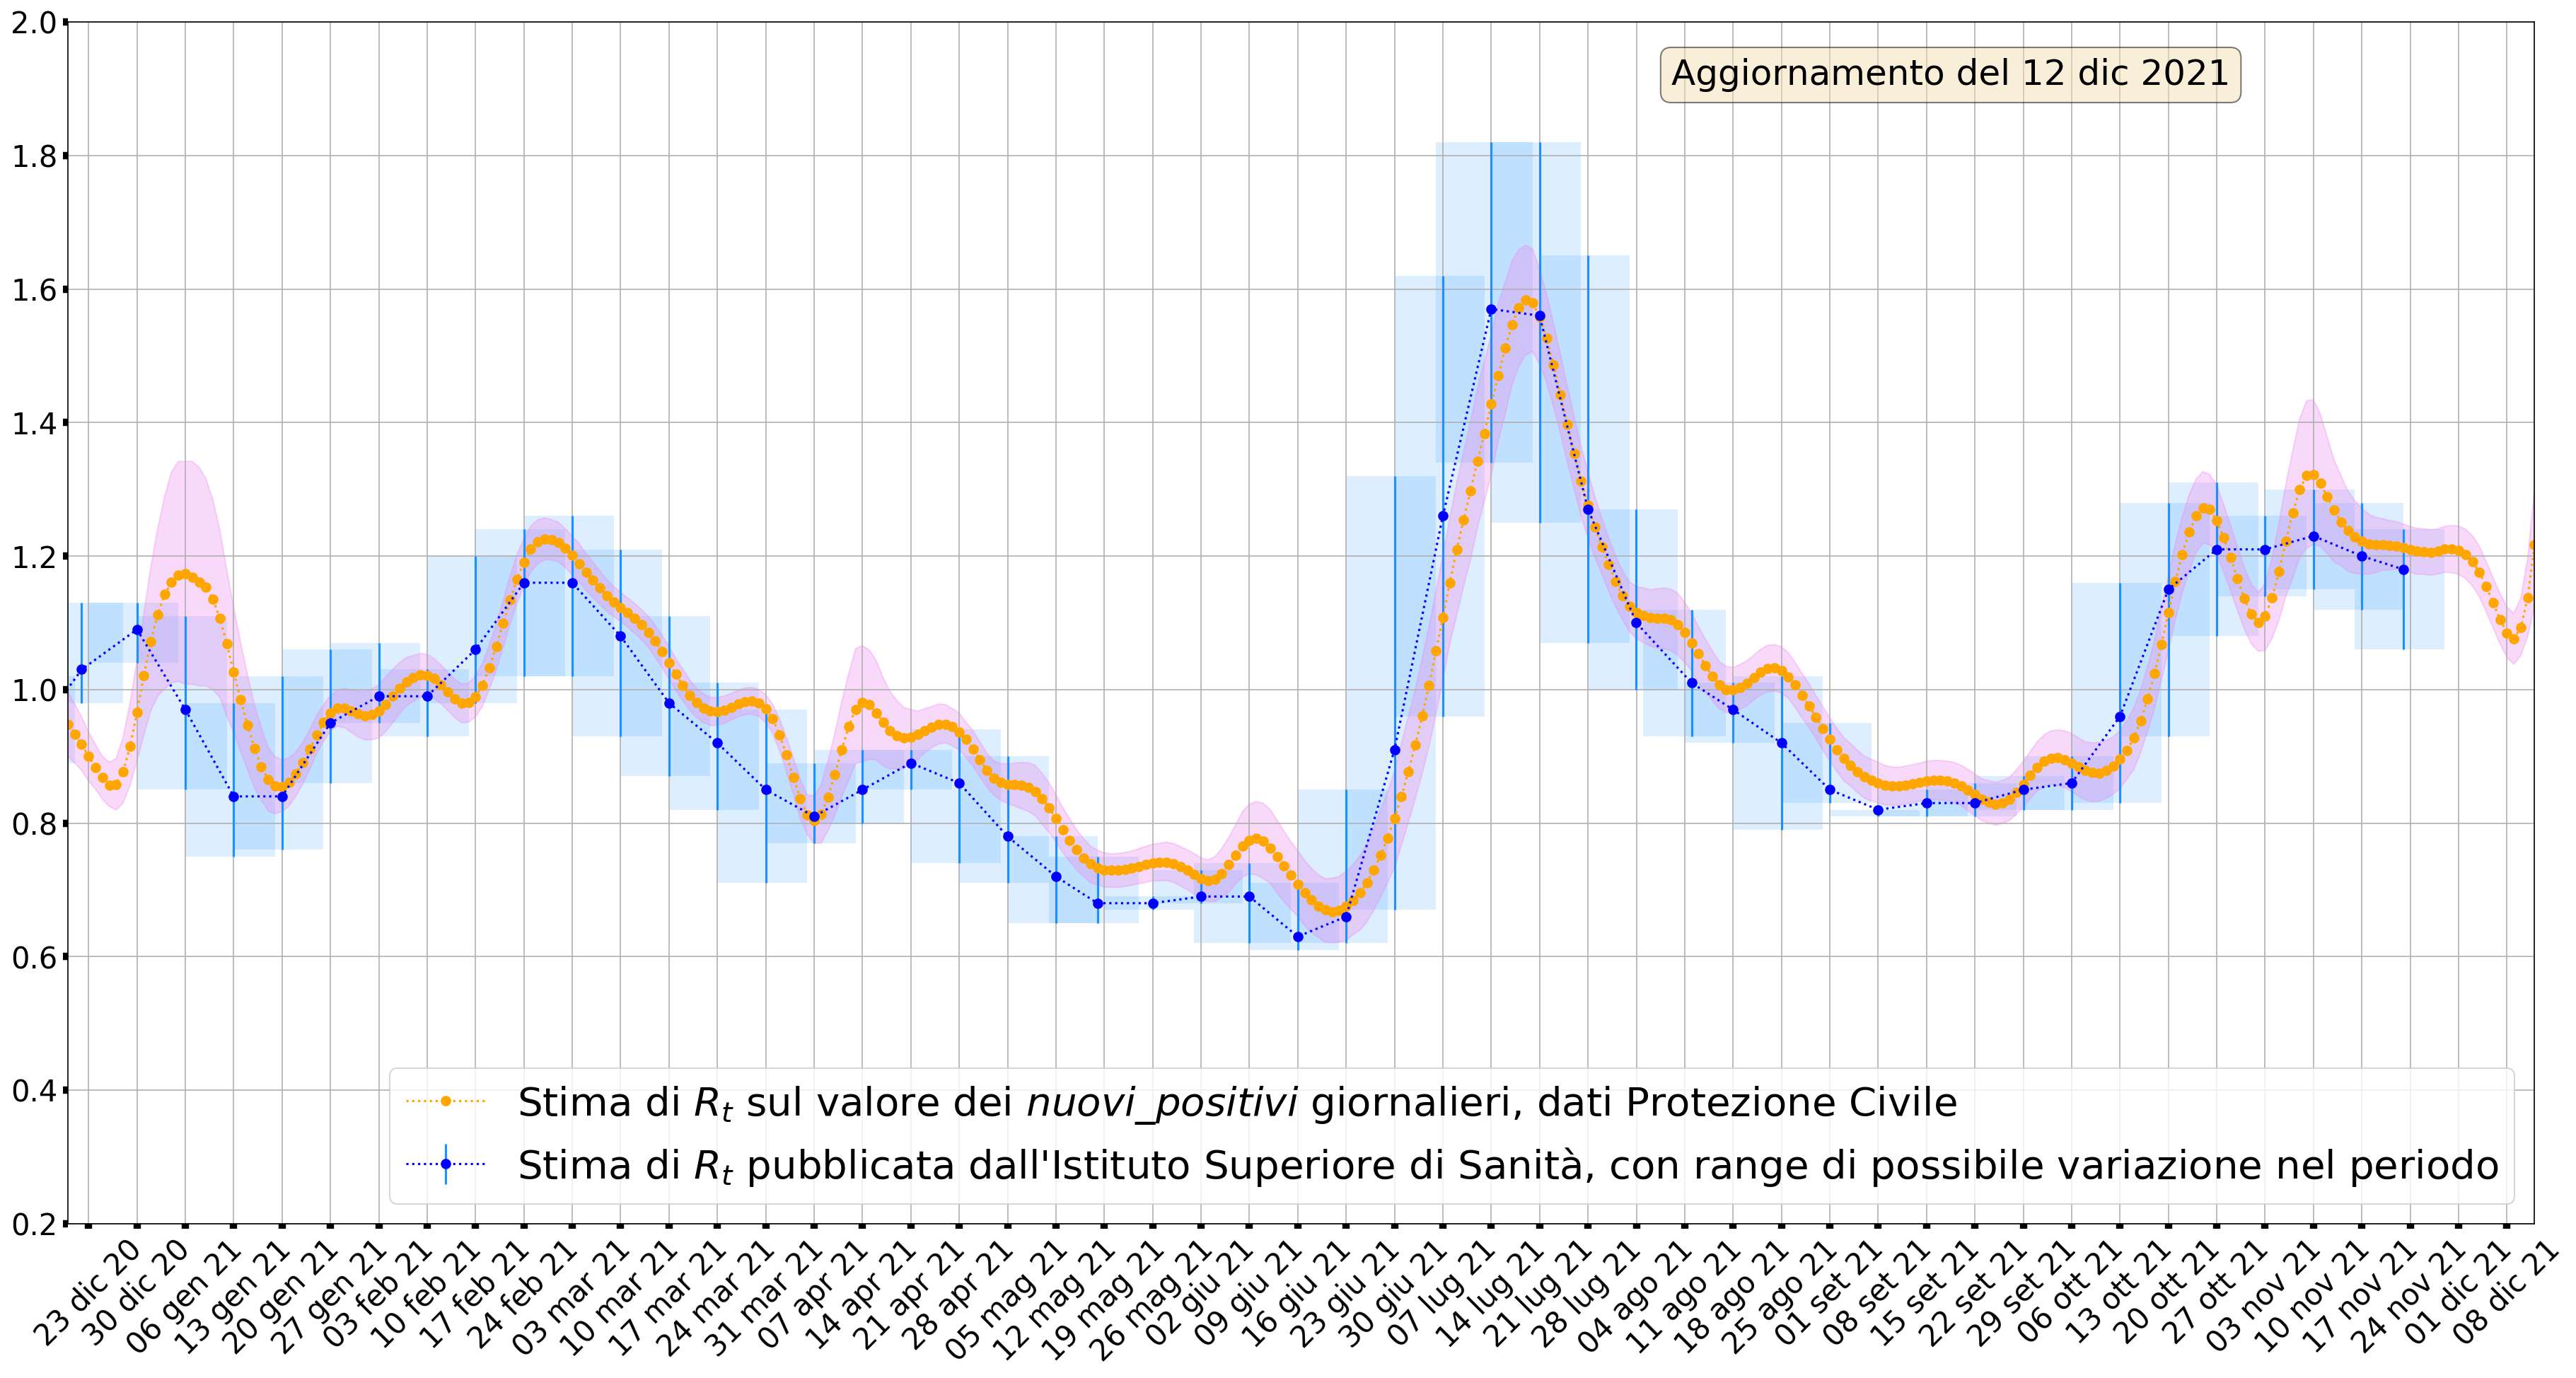 2.0
1.8
1.6
1.4
1.2
1.0
0.8
0.6
0.4
0.2
Aggiornamento del 12 dic 2021
Stima di Rₜ sul valore dei nuovi_positivi giornalieri, dati Protezione Civile
Stima di Rₜ pubblicata dall'Istituto Superiore di Sanità, con range di possibile variazione nel periodo
23 dic 20
30 dic 20
06 gen 21
13 gen 21
20 gen 21
27 gen 21
03 feb 21
10 feb 21
17 feb 21
24 feb 21
03 mar 21
10 mar 21
17 mar 21
24 mar 21
31 mar 21
07 apr 21
14 apr 21
21 apr 21
28 apr 21
05 mag 21
12 mag 21
19 mag 21
26 mag 21
02 giu 21
09 giu 21
16 giu 21
23 giu 21
30 giu 21
07 lug 21
14 lug 21
21 lug 21
28 lug 21
04 ago 21
11 ago 21
18 ago 21
25 ago 21
01 set 21
08 set 21
15 set 21
22 set 21
29 set 21
06 ott 21
13 ott 21
20 ott 21
27 ott 21
03 nov 21
10 nov 21
17 nov 21
24 nov 21
01 dic 21
08 dic 21